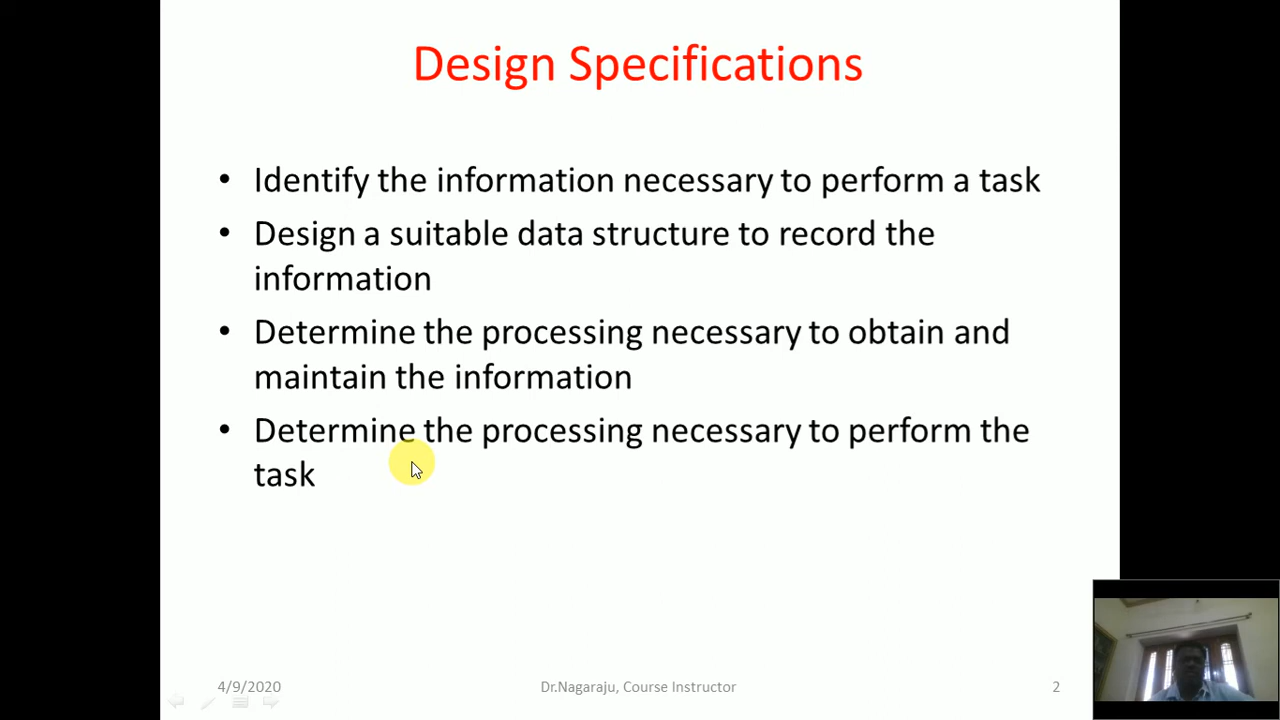 Design Specifications
• Identify the information necessary to perform a task
• Design a suitable data structure to record the
information
• Determine the processing necessary to obtain and
maintain the information
• Determine the processing necessary to perform the
task
4/9/2020
Dr.Nagaraju, Course Instructor
2